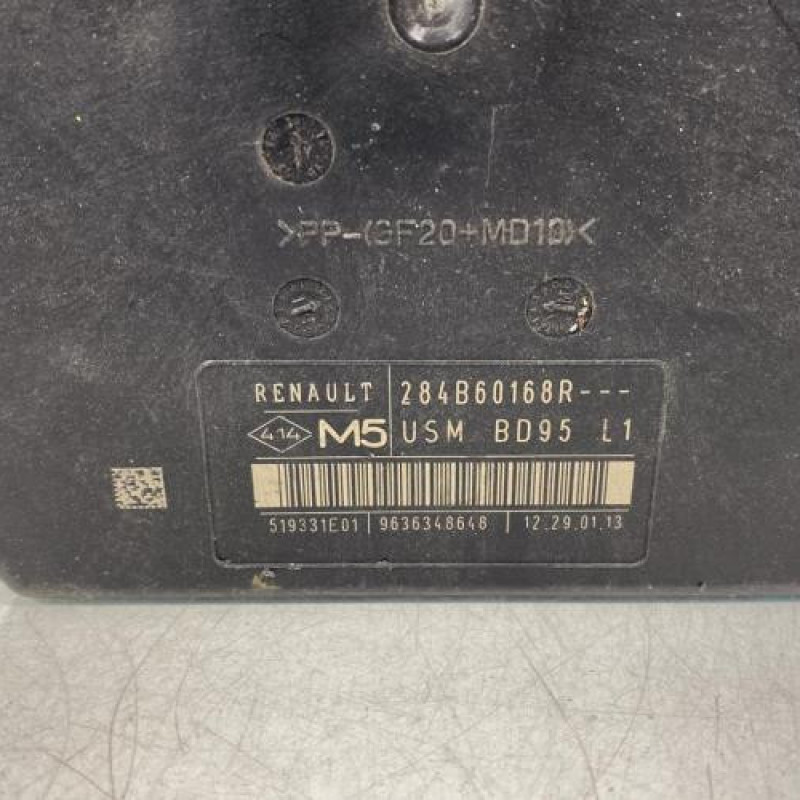 >PP-(GF20+MD10)<
RENAULT 284B60168R---
414 M5 USM BD95 L1
519331E01 9636348648 12.29.01.13